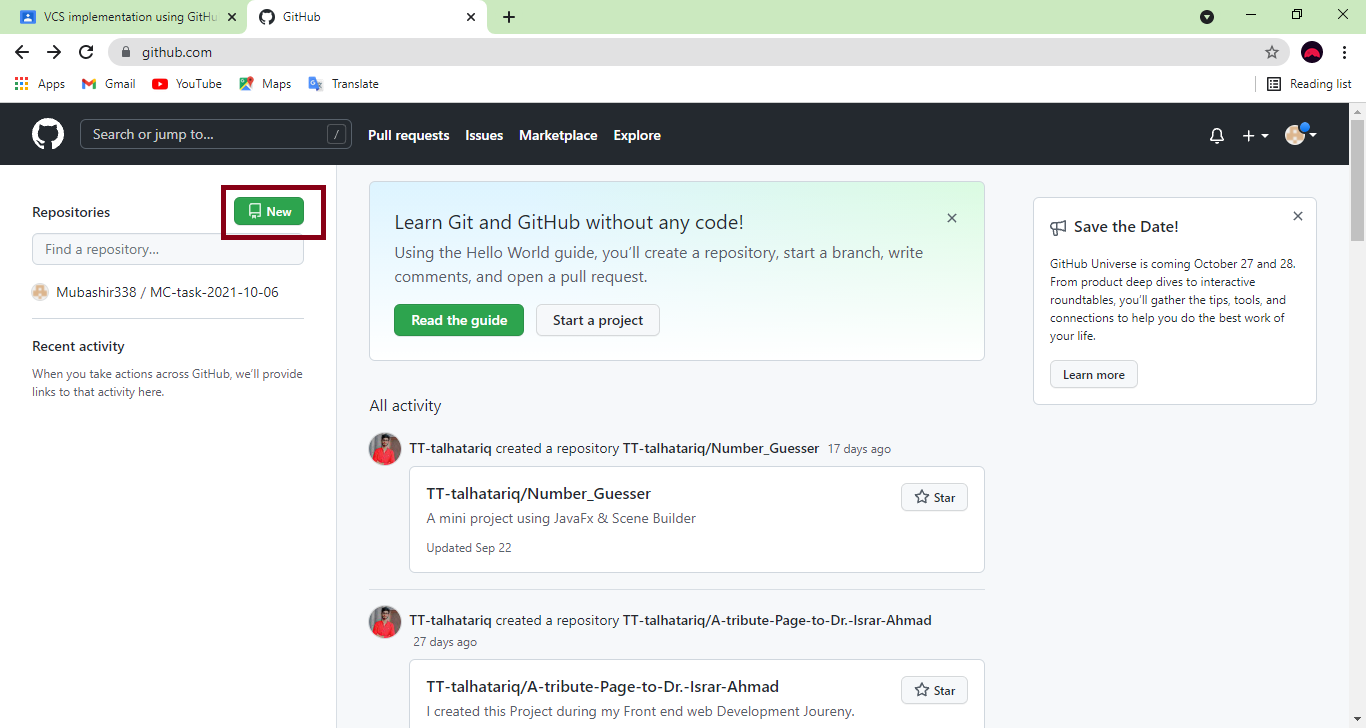 VCS implementation using GitHu
GitHub
github.com
Apps
Gmail
YouTube
Maps
Translate
Reading list
Search or jump to...
/
Pull requests
Issues
Marketplace
Explore
Repositories
New
Find a repository...
Mubashir338 / MC-task-2021-10-06
Recent activity
When you take actions across GitHub, we'll provide
links to that activity here.
Learn Git and GitHub without any code!
Using the Hello World guide, you'll create a repository, start a branch, write
comments, and open a pull request.
Read the guide
Start a project
All activity
TT-talhatariq created a repository TT-talhatariq/Number_Guesser 17 days ago
TT-talhatariq/Number_Guesser
Star
A mini project using JavaFx & Scene Builder
Updated Sep 22
TT-talhatariq created a repository TT-talhatariq/A-tribute-Page-to-Dr.-Israr-Ahmad
27 days ago
TT-talhatariq/A-tribute-Page-to-Dr.-Israr-Ahmad
Star
I created this Project during my Front end web Development Joureny.
Save the Date!
GitHub Universe is coming October 27 and 28.
From product deep dives to interactive
roundtables, you'll gather the tips, tools, and
connections to help you do the best work of
your life.
Learn more